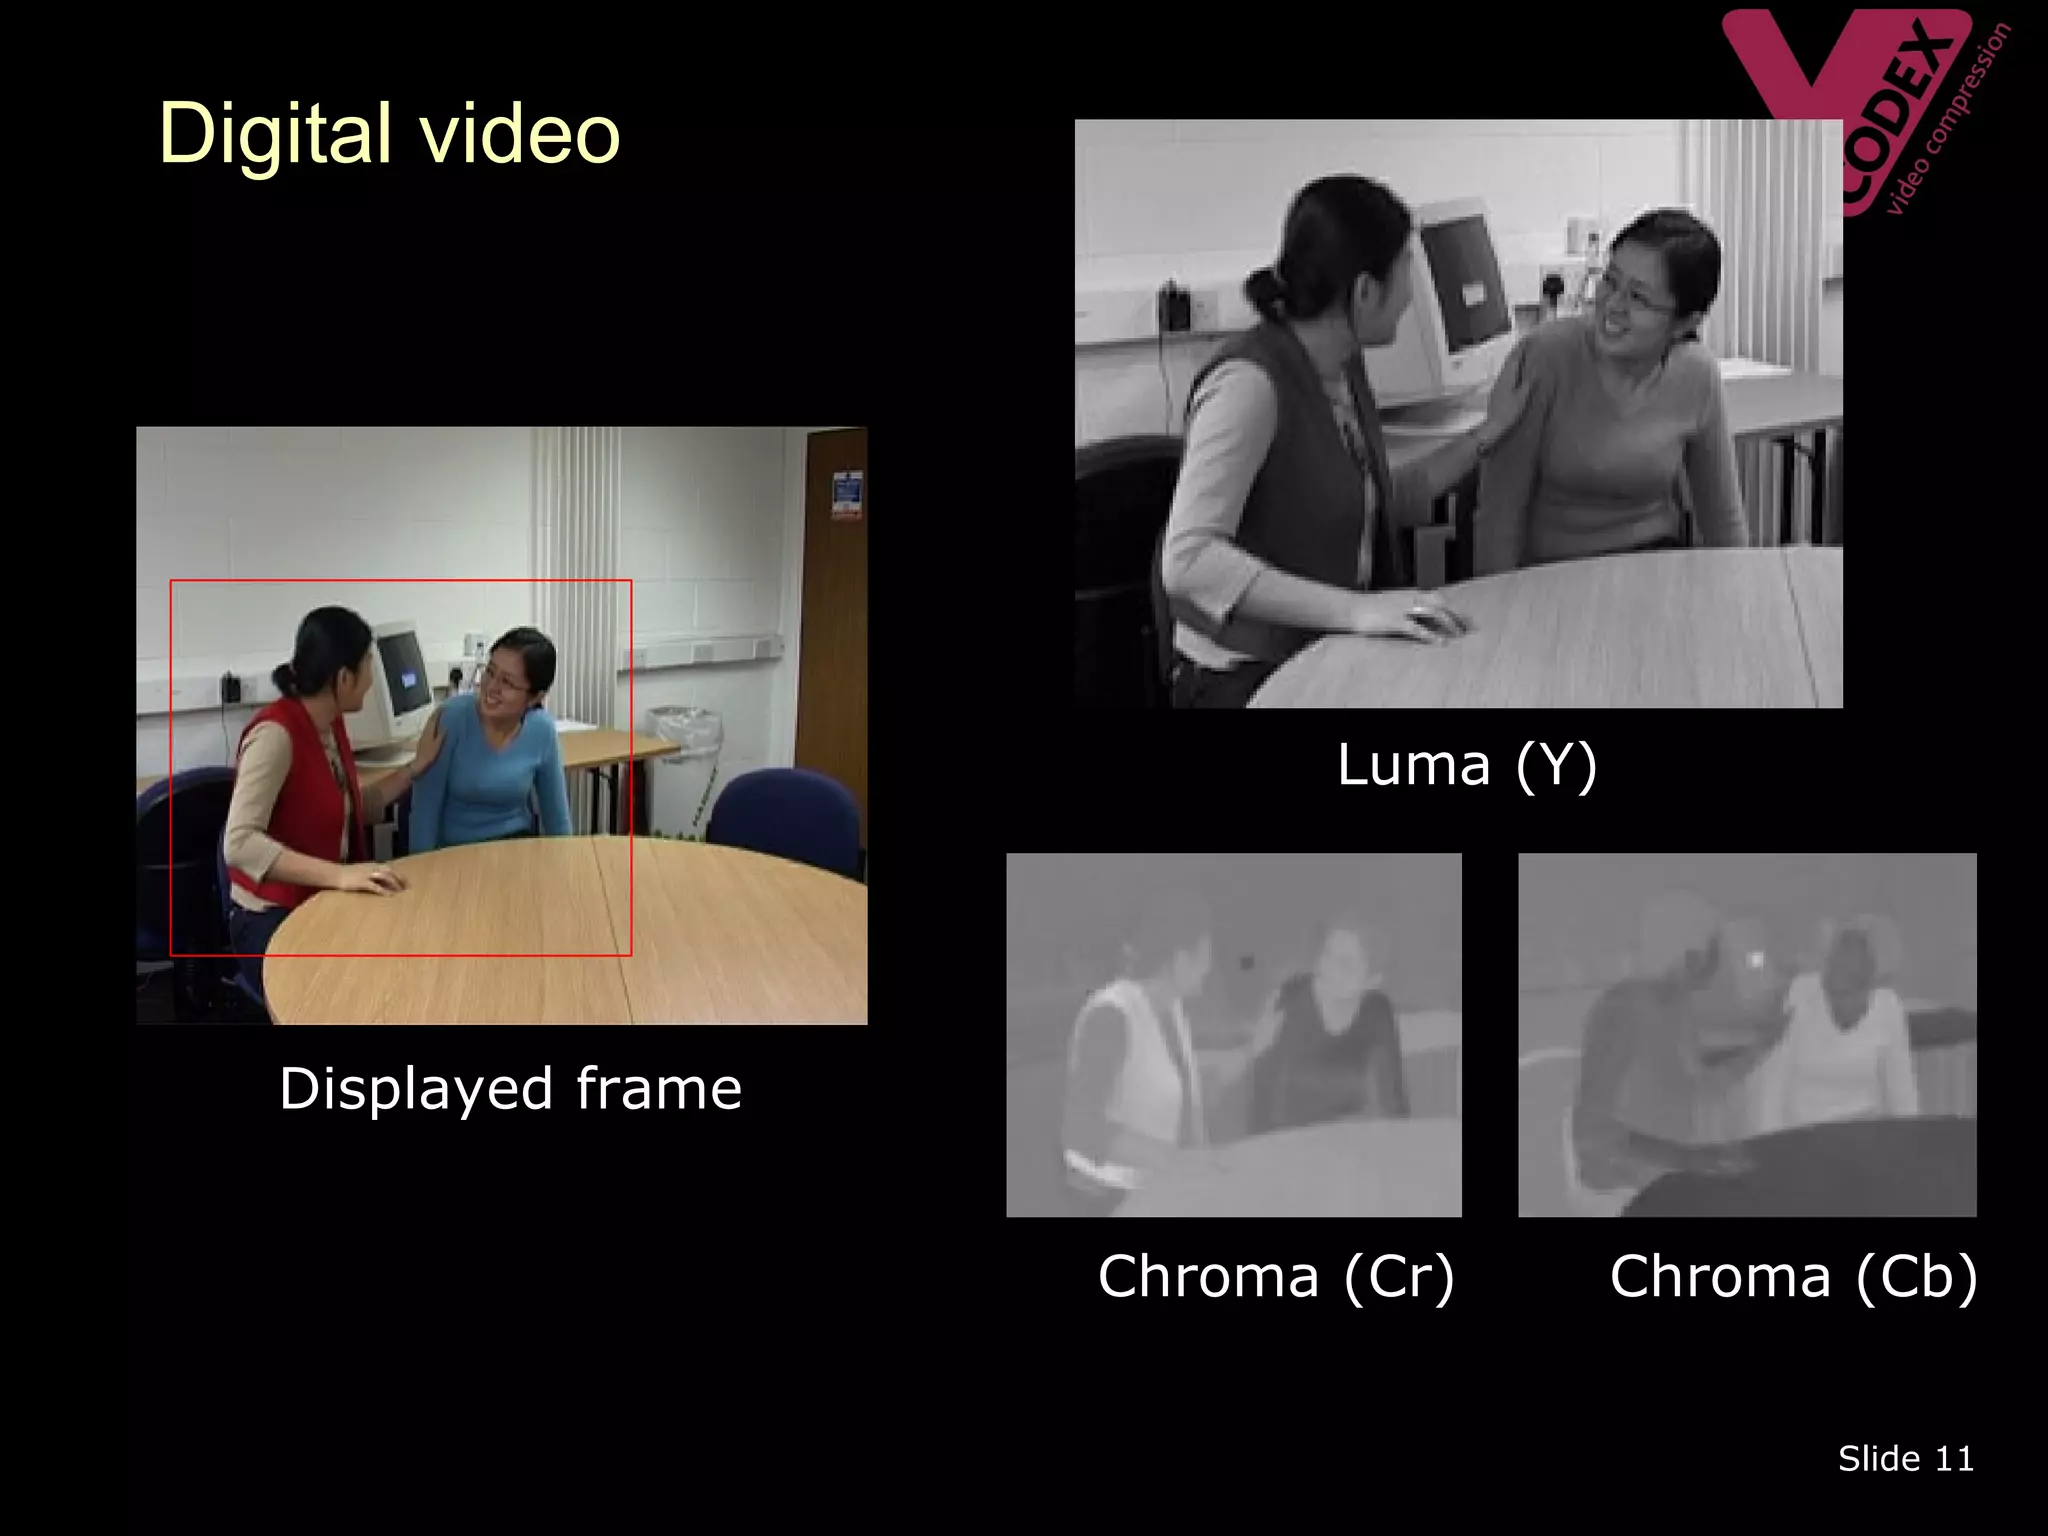 Digital video
CODEX
video compression
Luma (Y)
Displayed frame
Chroma (Cr)
Chroma (Cb)
Slide 11